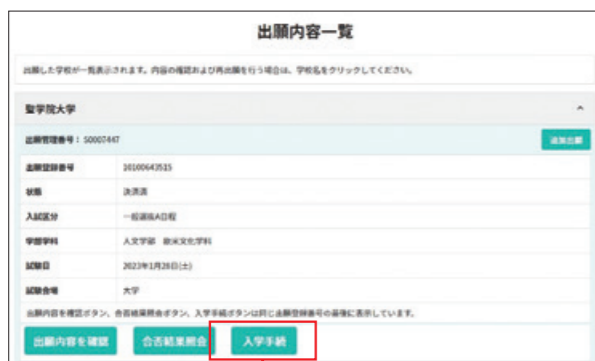 出願内容一覧
出願した学校が一覧表示されます。内容の確認および再出願を行う場合は、学校名をクリックしてください。
聖学院大学
出願管理番号：S0007447
追加出願
出願登録番号 10100643515
状態 決済済
入試区分 一般選抜A日程
学部学科 人文学部 欧米文化学科
試験日 2023年1月28日(土)
試験会場 大学
出願内容を確認ボタン、合否結果照会ボタン、入学手続ボタンは同じ出願登録番号の最後に表示しています。
出願内容を確認 合否結果照会 入学手続